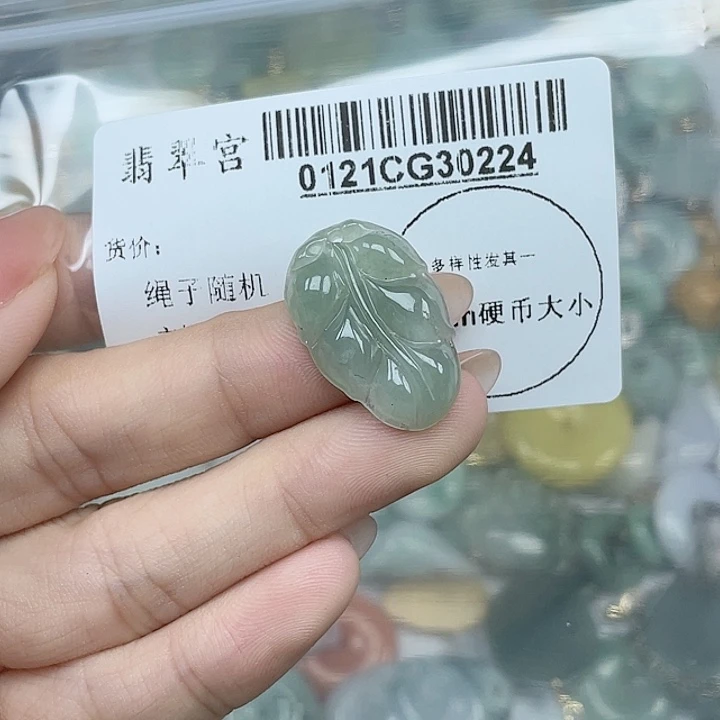 翡翠宫
0121CG30224
货价:
多样性发其一
绳子随机
硬币大小